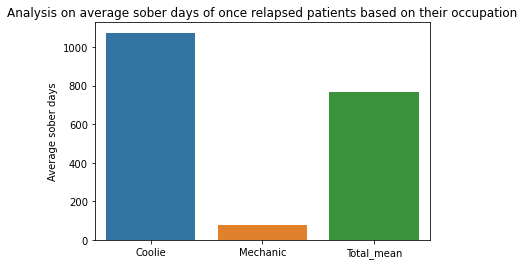 Analysis on average sober days of once relapsed patients based on their occupation
1000
800
600
400
200
0
Average sober days
Coolie Mechanic Total_mean